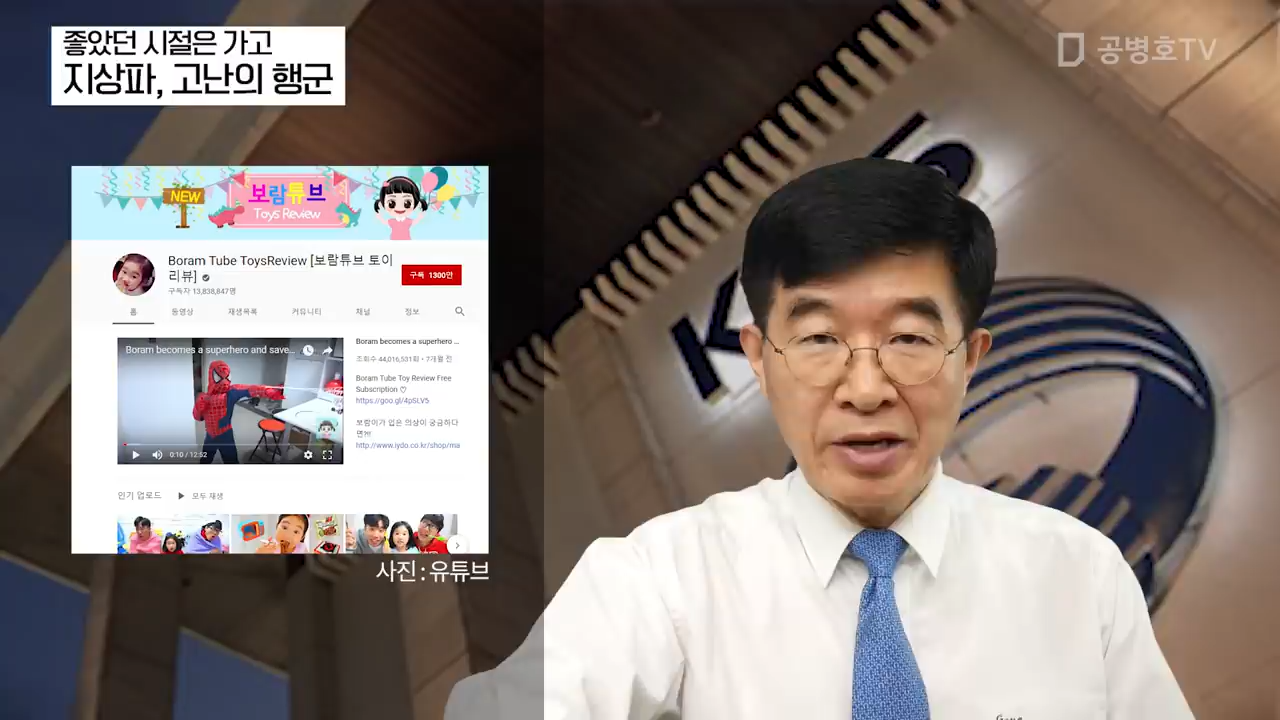 좋았던 시절은 가고
지상파, 고난의 행군
공병호TV
NEW
보람튜브
Toys Review
Boram Tube ToysReview [보람튜브 토이
리뷰]
구독 1300만
구독자 13,838,847명
홈 동영상 재생목록 커뮤니티 채널 정보
Boram becomes a superhero and save...
Boram becomes a superhero ...
조회수 44,016,531회 • 7개월 전
Boram Tube Toy Review Free
Subscription ♡
https://goo.gl/4pSLV5
보람이가 입은 의상이 궁금하다
면?!!
http://www.iydo.co.kr/shop/ma
0:10 / 12:52
인기 업로드 ▶ 모두 재생
사진 : 유튜브